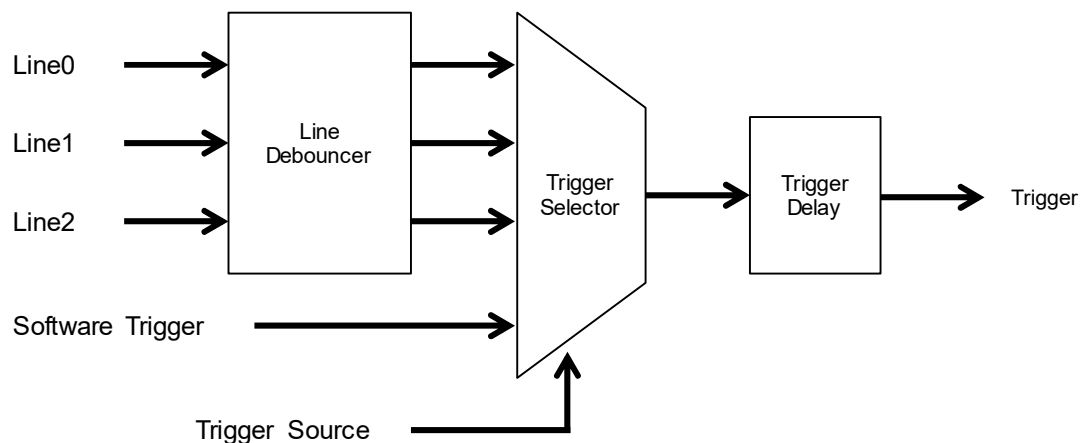 Line0
Line1
Line2
Line
Debouncer
Trigger
Selector
Trigger
Delay
Trigger
Software Trigger
Trigger Source